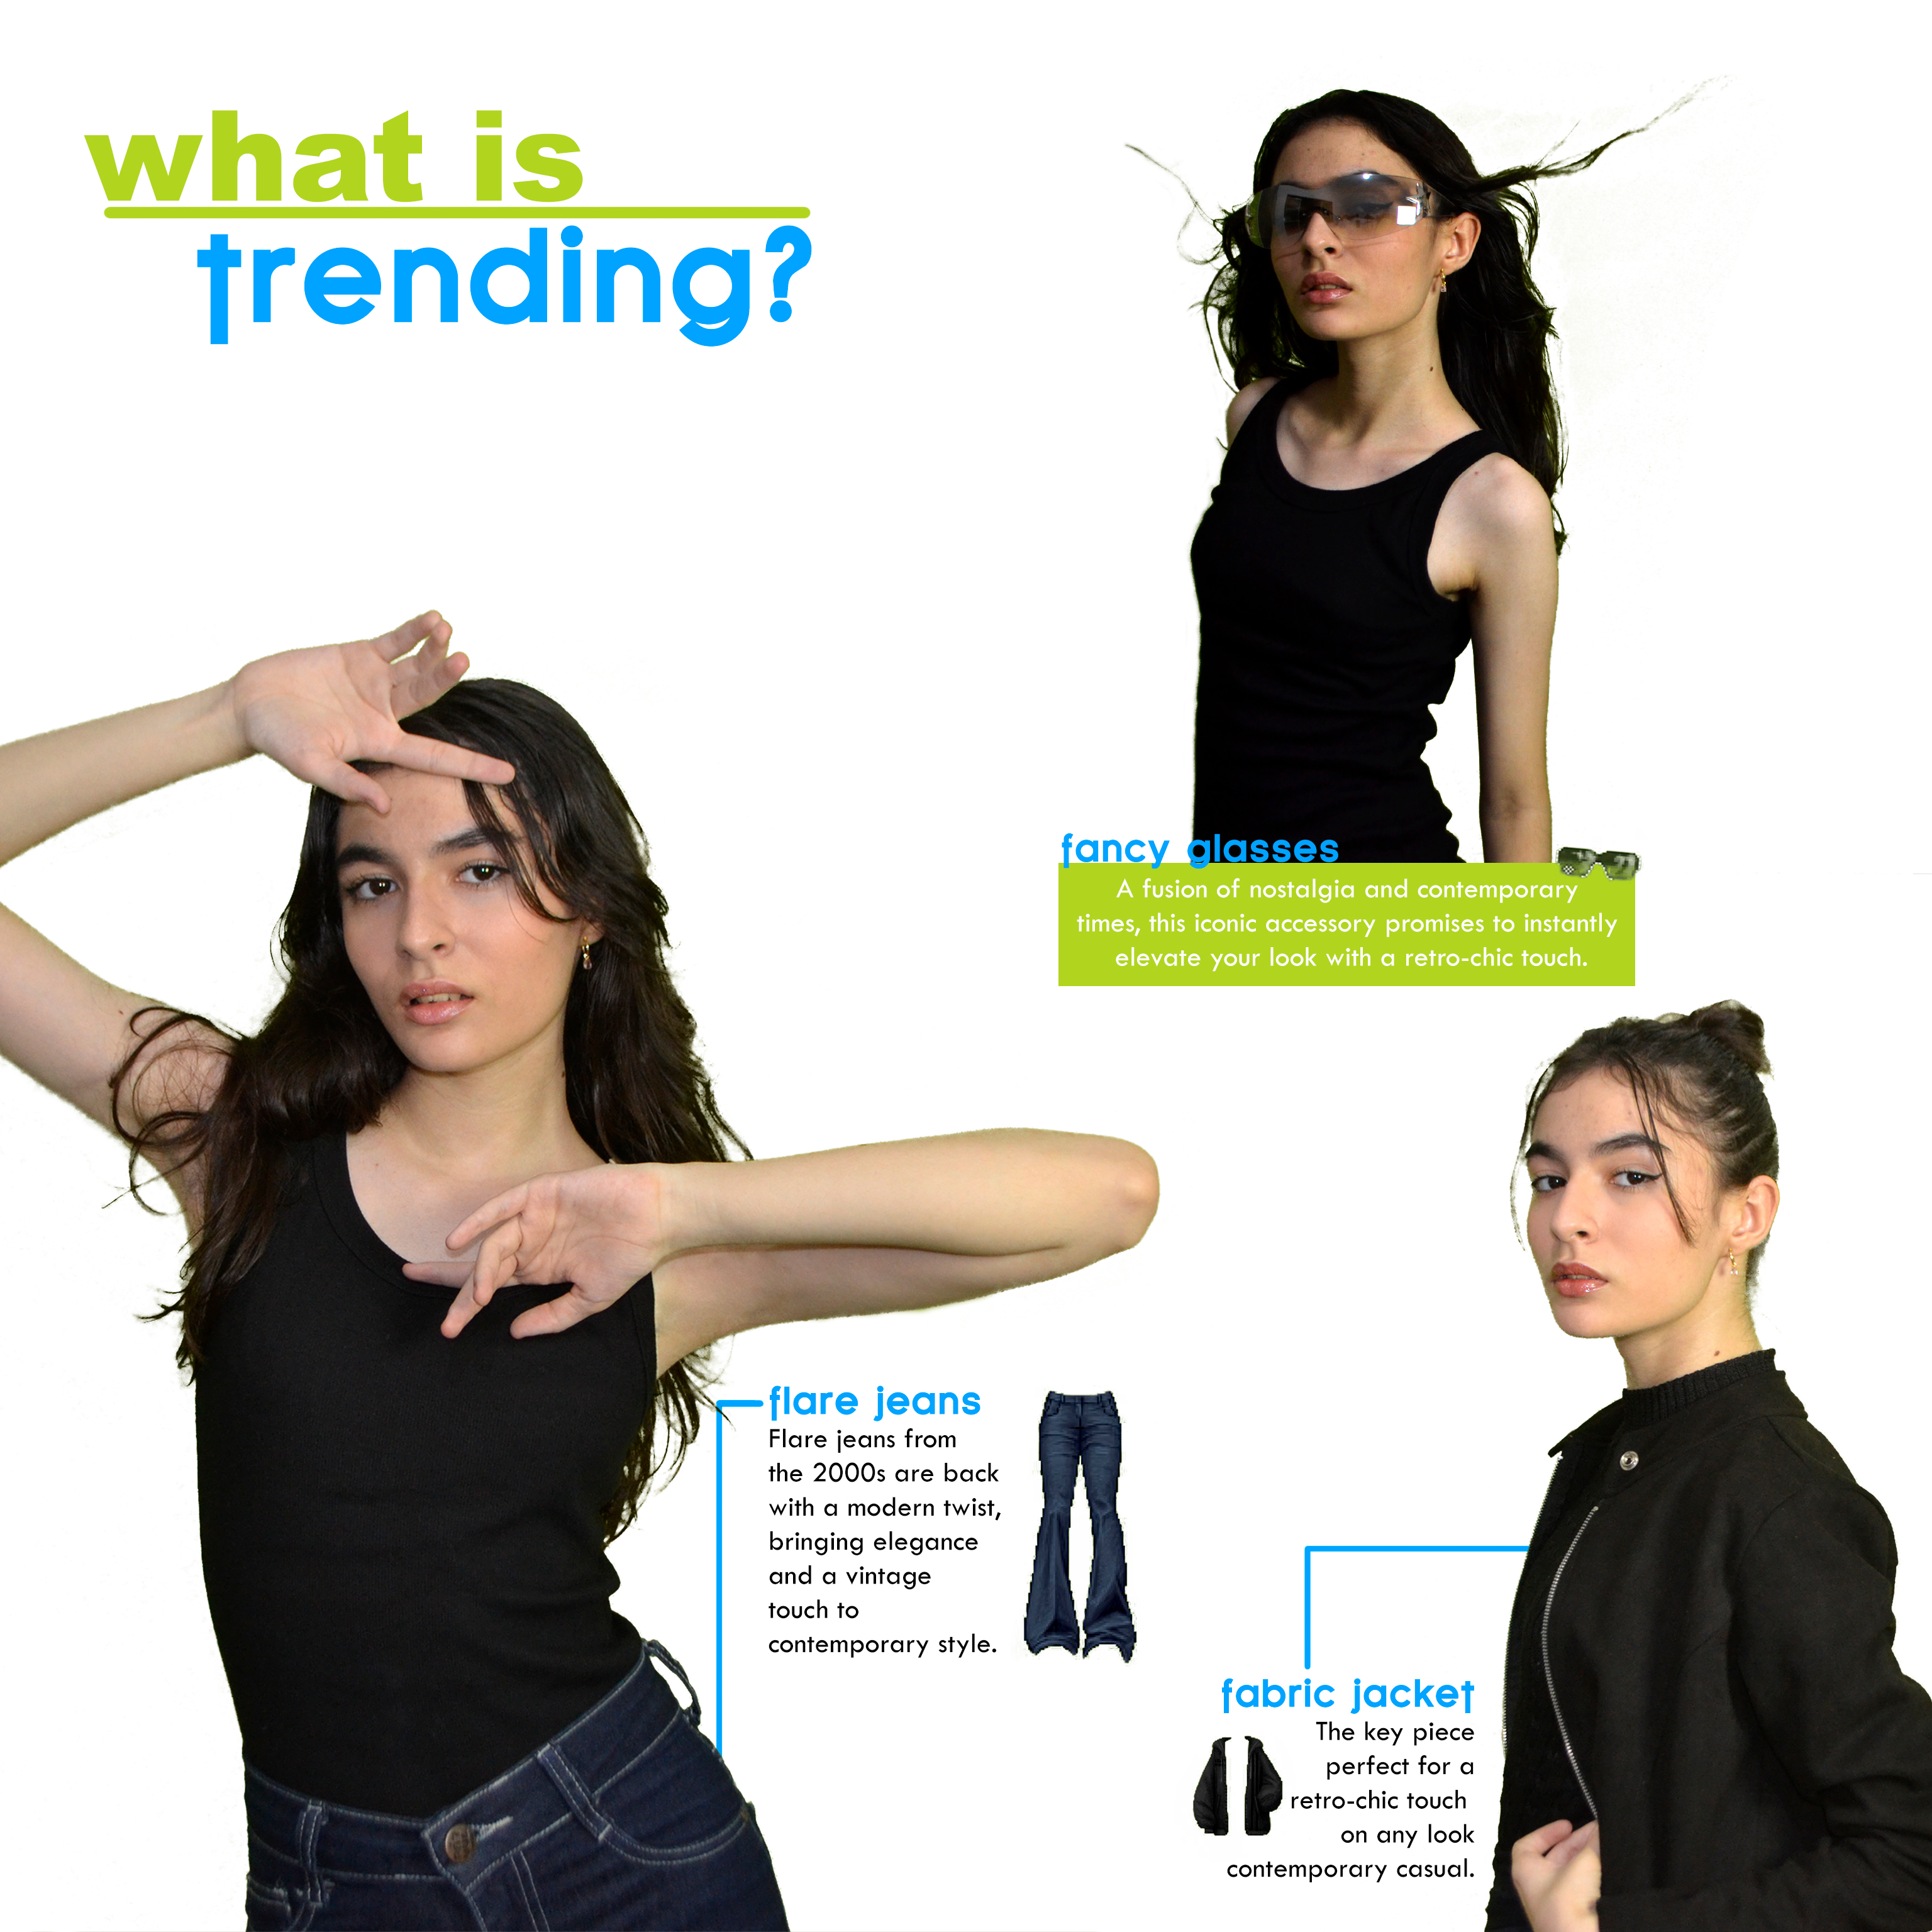 what is
trending?
fancy glasses
A fusion of nostalgia and contemporary
times, this iconic accessory promises to instantly
elevate your look with a retro-chic touch.
flare jeans
Flare jeans from
the 2000s are back
with a modern twist,
bringing elegance
and a vintage
touch to
contemporary style.
fabric jacket
The key piece
perfect for a
retro-chic touch
on any look
contemporary casual.